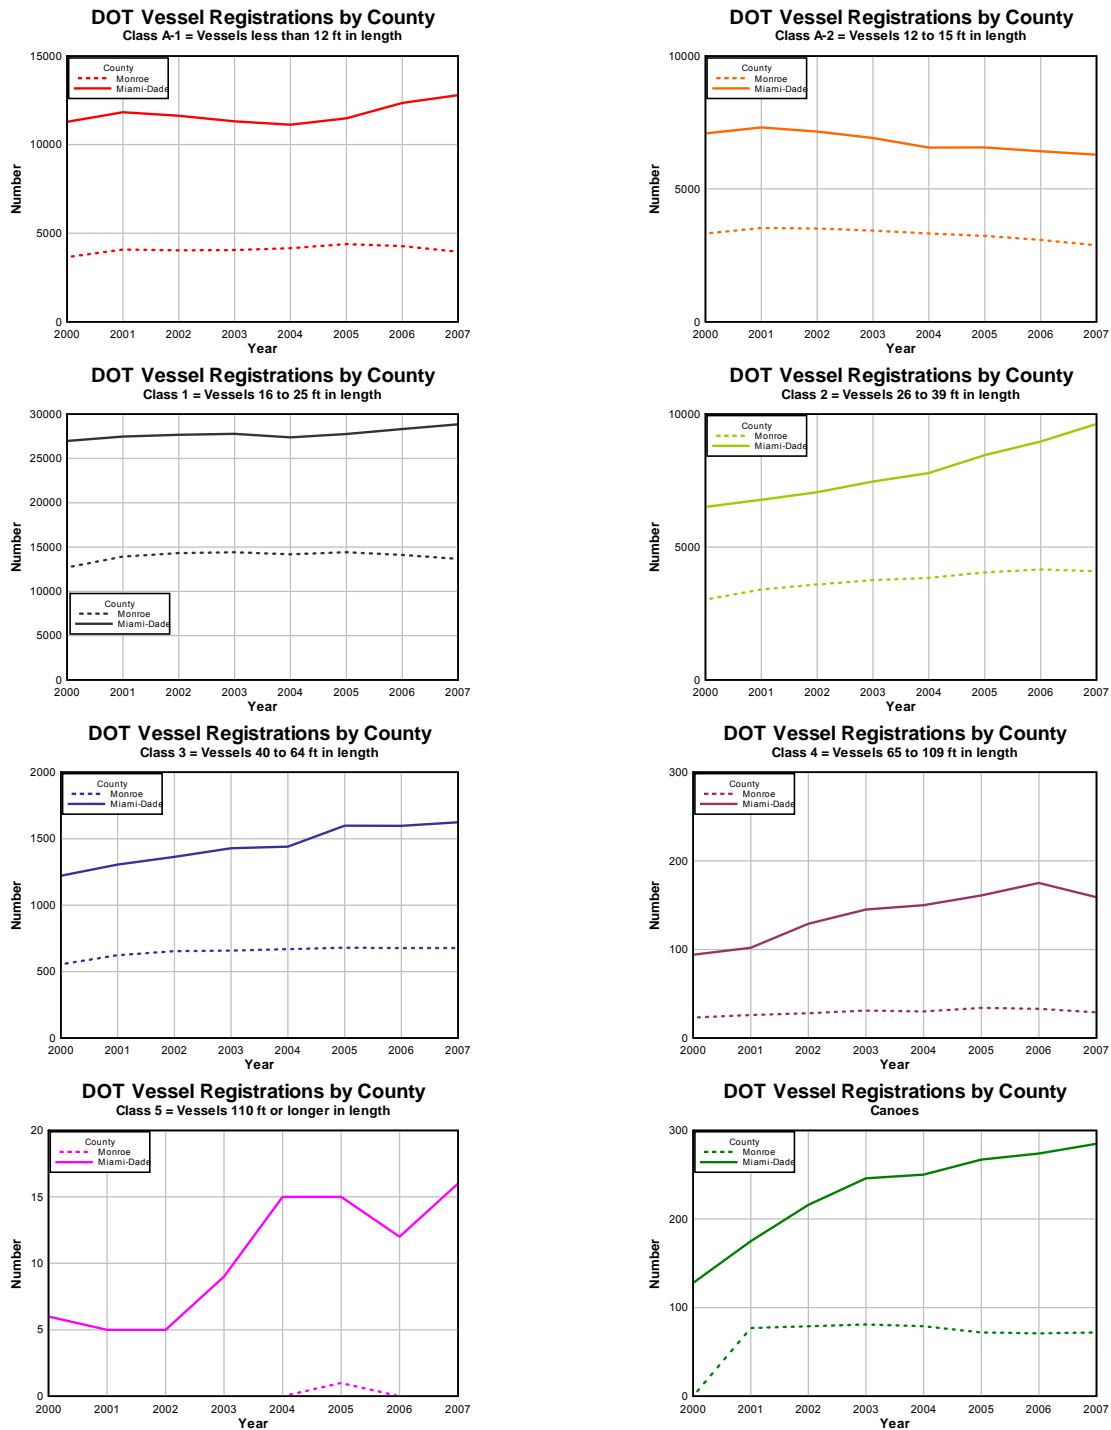 DOT Vessel Registrations by County
Class A-1 = Vessels less than 12 ft in length
15000
10000
5000
0
Number
County
Monroe
Miami-Dade
2000 2001 2002 2003 2004 2005 2006 2007
Year
DOT Vessel Registrations by County
Class A-2 = Vessels 12 to 15 ft in length
10000
5000
0
Number
County
Monroe
Miami-Dade
2000 2001 2002 2003 2004 2005 2006 2007
Year
DOT Vessel Registrations by County
Class 1 = Vessels 16 to 25 ft in length
30000
25000
20000
15000
10000
5000
0
Number
County
Monroe
Miami-Dade
2000 2001 2002 2003 2004 2005 2006 2007
Year
DOT Vessel Registrations by County
Class 2 = Vessels 26 to 39 ft in length
10000
5000
0
Number
County
Monroe
Miami-Dade
2000 2001 2002 2003 2004 2005 2006 2007
Year
DOT Vessel Registrations by County
Class 3 = Vessels 40 to 64 ft in length
2000
1500
1000
500
0
Number
County
Monroe
Miami-Dade
2000 2001 2002 2003 2004 2005 2006 2007
Year
DOT Vessel Registrations by County
Class 4 = Vessels 65 to 109 ft in length
300
200
100
0
Number
County
Monroe
Miami-Dade
2000 2001 2002 2003 2004 2005 2006 2007
Year
DOT Vessel Registrations by County
Class 5 = Vessels 110 ft or longer in length
20
15
10
5
0
Number
County
Monroe
Miami-Dade
2000 2001 2002 2003 2004 2005 2006 2007
Year
DOT Vessel Registrations by County
Canoes
300
200
100
0
Number
County
Monroe
Miami-Dade
2000 2001 2002 2003 2004 2005 2006 2007
Year